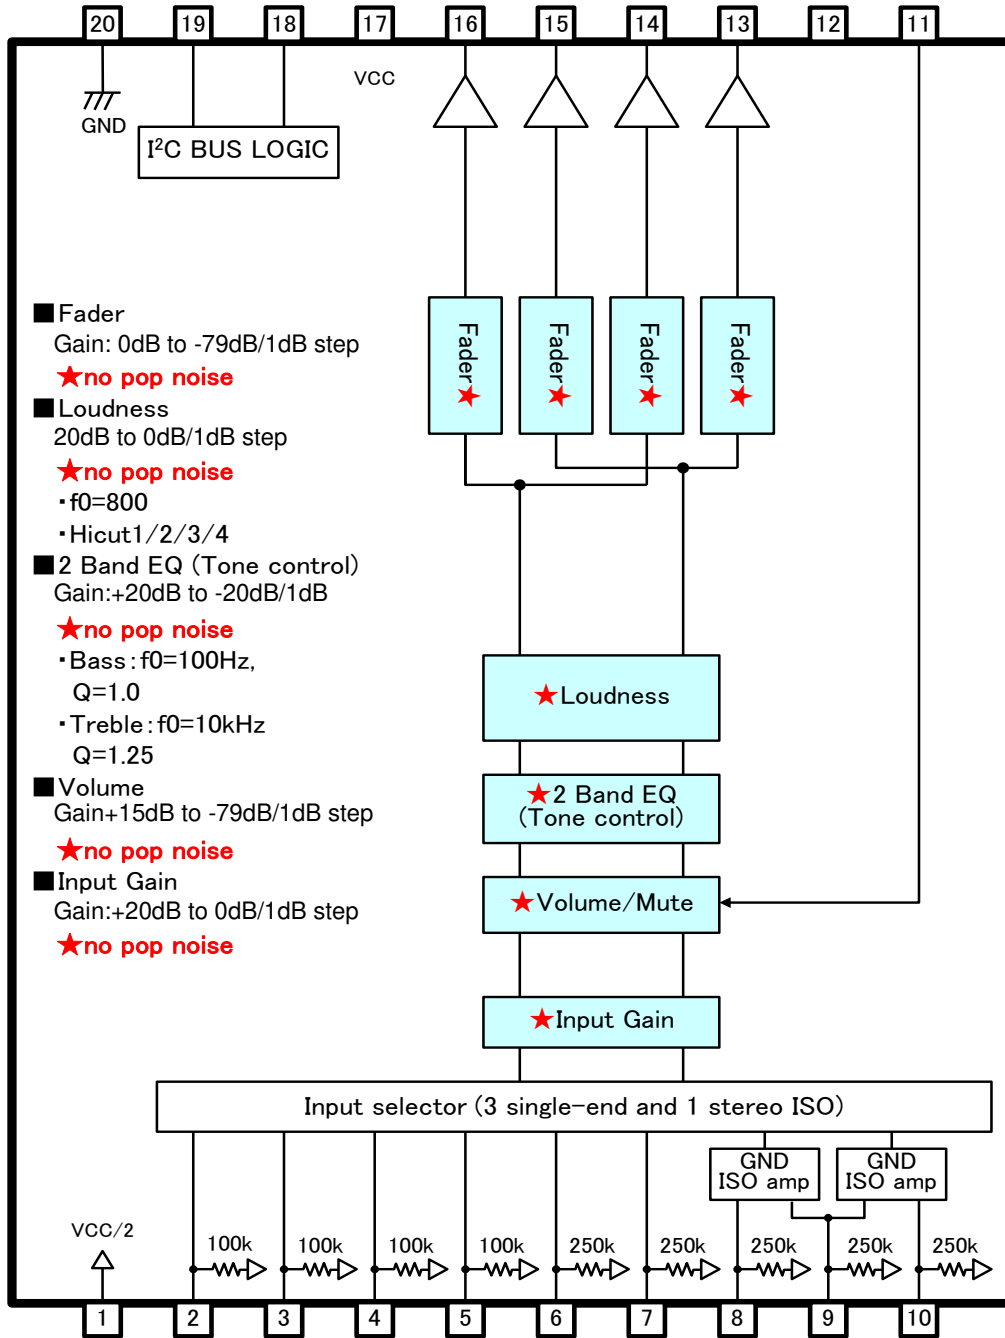 20 19 18 17 16 15 14 13 12 11
VCC
GND
I²C BUS LOGIC
■Fader
Gain: 0dB to -79dB/1dB step
★no pop noise
■Loudness
20dB to 0dB/1dB step
★no pop noise
・f0=800
・Hicut1/2/3/4
■2 Band EQ (Tone control)
Gain:+20dB to -20dB/1dB
★no pop noise
・Bass:f0=100Hz,
Q=1.0
・Treble:f0=10kHz
Q=1.25
■Volume
Gain+15dB to -79dB/1dB step
★no pop noise
■Input Gain
Gain:+20dB to 0dB/1dB step
★no pop noise
Fader★
Fader★
Fader★
Fader★
★Loudness
★2 Band EQ
(Tone control)
★Volume/Mute
★Input Gain
Input selector (3 single-end and 1 stereo ISO)
GND
ISO amp
GND
ISO amp
VCC/2
100k 100k 100k 100k 250k 250k 250k 250k 250k
1 2 3 4 5 6 7 8 9 10